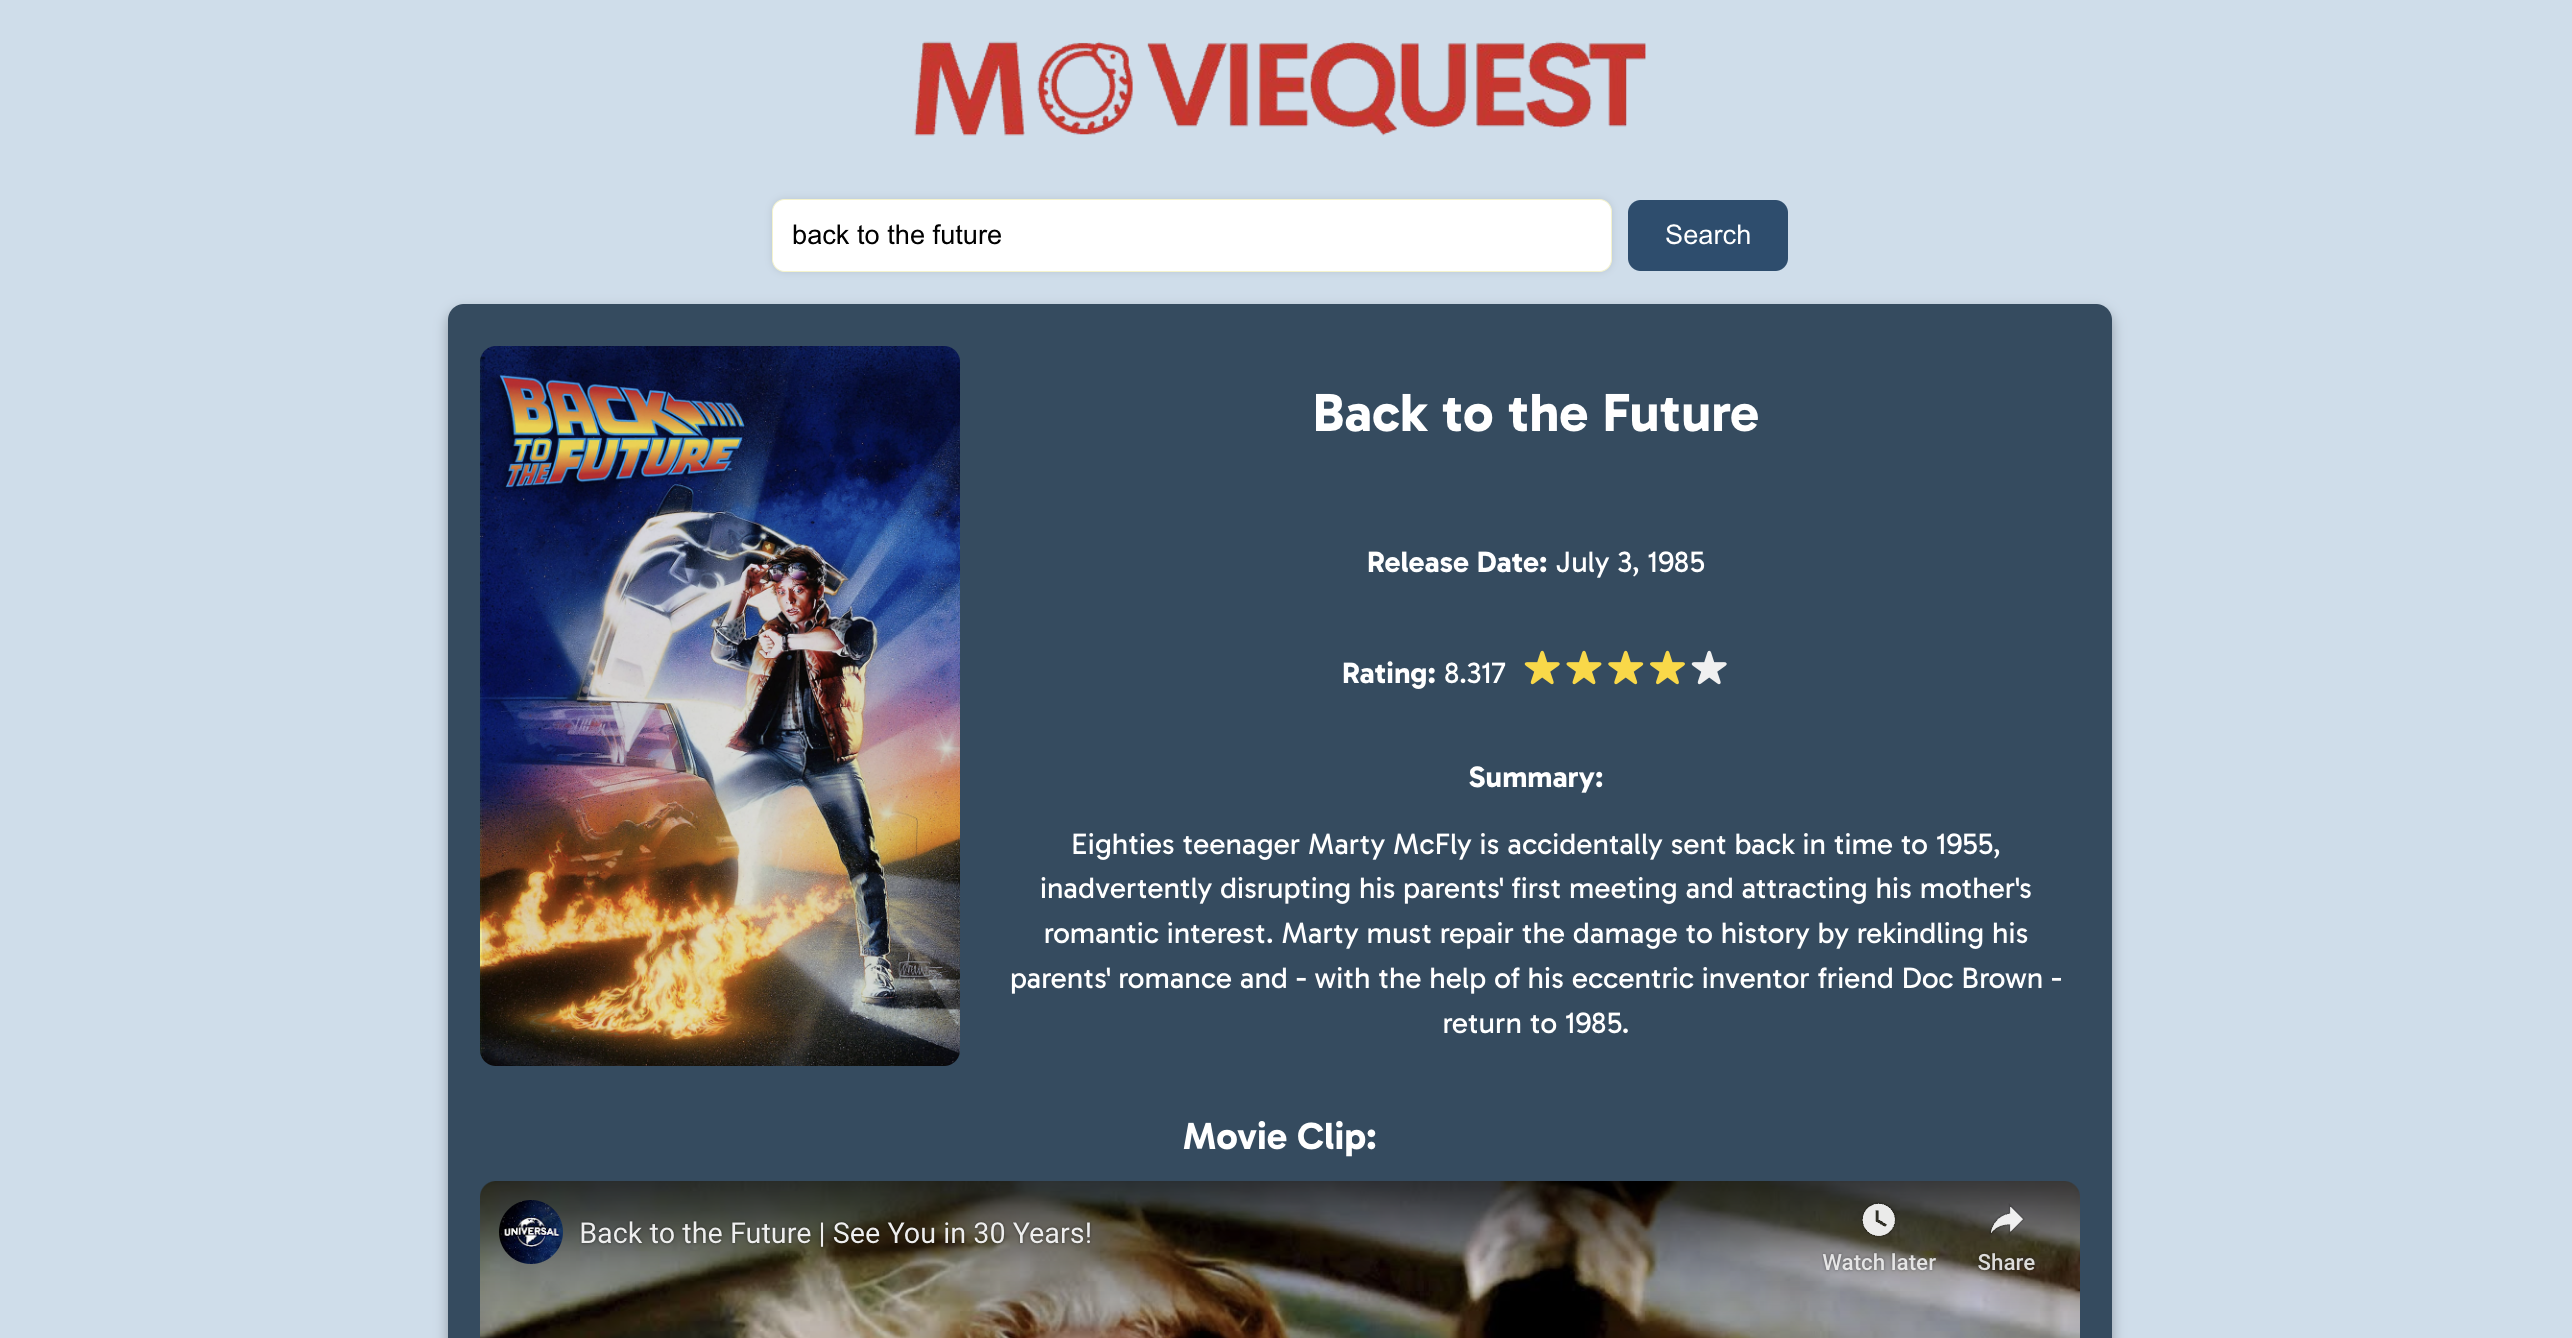 MOVIEQUEST
back to the future
Search
BACK
TO
THE FUTURE
Back to the Future
Release Date: July 3, 1985
Rating: 8.317
Summary:
Eighties teenager Marty McFly is accidentally sent back in time to 1955,
inadvertently disrupting his parents' first meeting and attracting his mother's
romantic interest. Marty must repair the damage to history by rekindling his
parents' romance and - with the help of his eccentric inventor friend Doc Brown -
return to 1985.
Movie Clip:
UNIVERSAL
Back to the Future | See You in 30 Years!
Watch later
Share